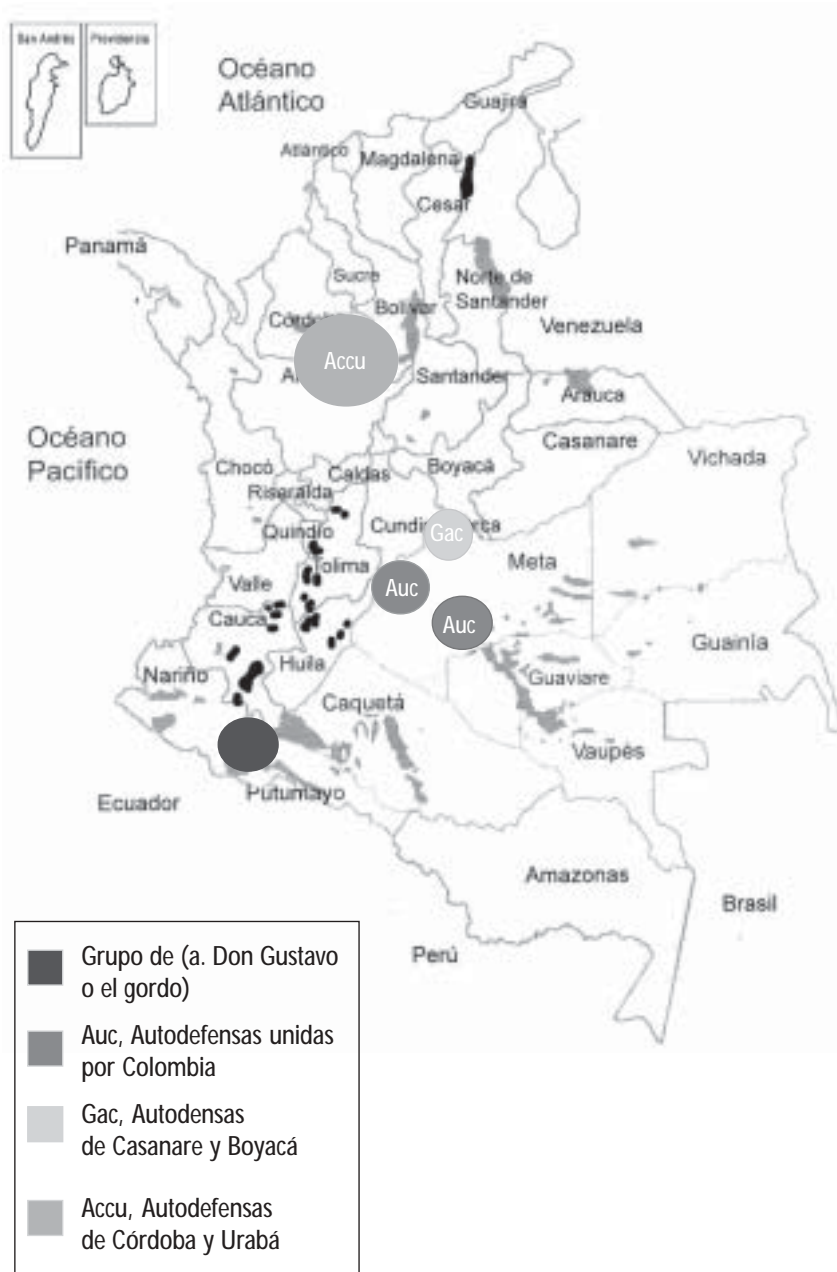 San Andrés
Providencia
Océano
Atlántico
Guajira
Atlántico
Magdalena
Cesar
Panamá
Sucre
Norte de
Santander
Bolívar
Córdoba
Venezuela
Accu
Santander
Arauca
Océano
Pacífico
Casanare
Chocó
Caldas
Boyacá
Vichada
Risaralda
Quindío
Gac
Tolima
Meta
Valle
Auc
Auc
Cauca
Guainía
Nariño
Huila
Guaviare
Caquetá
Vaupés
Ecuador
Putumayo
Amazonas
Brasil
Perú
Grupo de (a. Don Gustavo
o el gordo)
Auc, Autodefensas unidas
por Colombia
Gac, Autodensas
de Casanare y Boyacá
Accu, Autodefensas
de Córdoba y Urabá